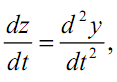 dz/dt = d²y/dt²,